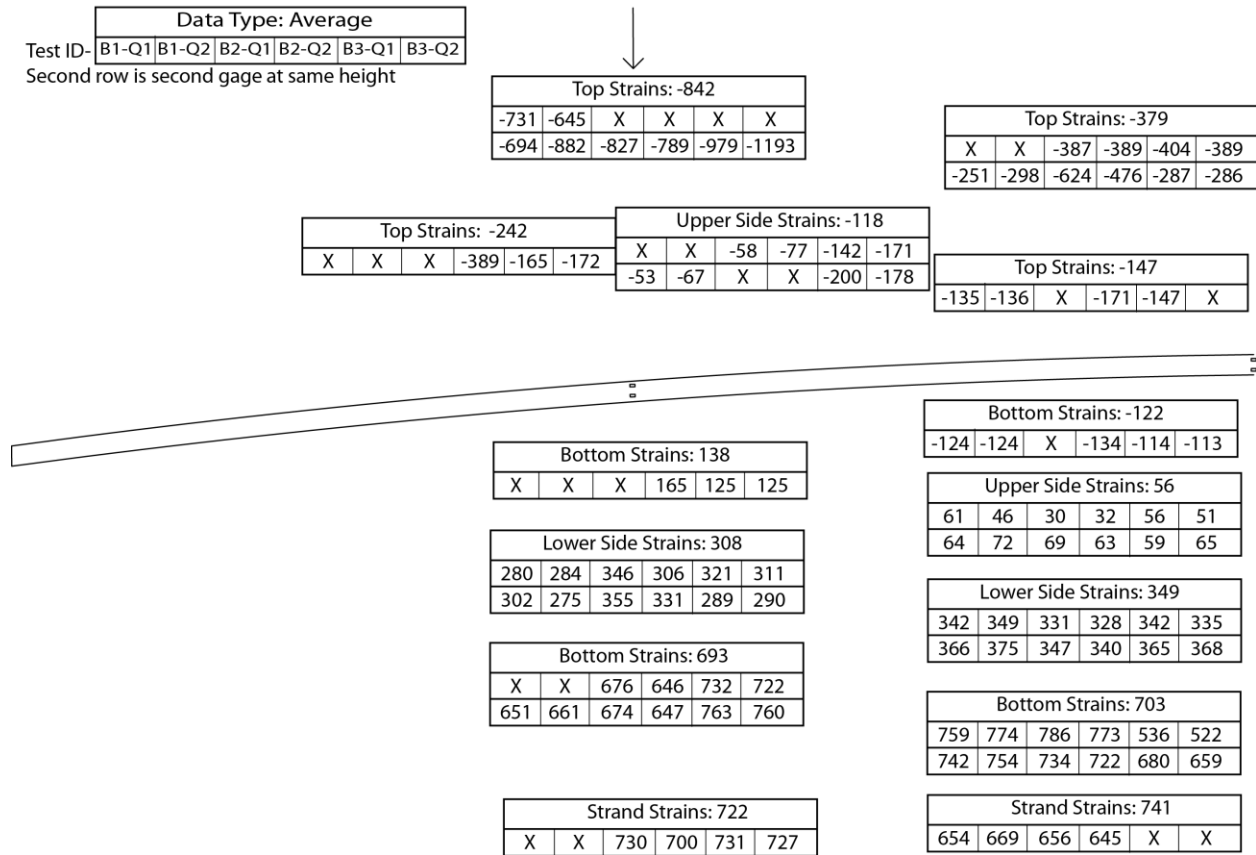 Data Type: Average
Test ID- B1-Q1 B1-Q2 B2-Q1 B2-Q2 B3-Q1 B3-Q2
Second row is second gage at same height
Top Strains: -842
-731 -645 X X X X
-694 -882 -827 -789 -979 -1193
Top Strains: -379
X X -387 -389 -404 -389
-251 -298 -624 -476 -287 -286
Top Strains: -242
X X X -389 -165 -172
Upper Side Strains: -118
X X -58 -77 -142 -171
-53 -67 X X -200 -178
Top Strains: -147
-135 -136 X -171 -147 X
Bottom Strains: 138
X X X 165 125 125
Lower Side Strains: 308
280 284 346 306 321 311
302 275 355 331 289 290
Bottom Strains: 693
X X 676 646 732 722
651 661 674 647 763 760
Strand Strains: 722
X X 730 700 731 727
Bottom Strains: -122
-124 -124 X -134 -114 -113
Upper Side Strains: 56
61 46 30 32 56 51
64 72 69 63 59 65
Lower Side Strains: 349
342 349 331 328 342 335
366 375 347 340 365 368
Bottom Strains: 703
759 774 786 773 536 522
742 754 734 722 680 659
Strand Strains: 741
654 669 656 645 X X